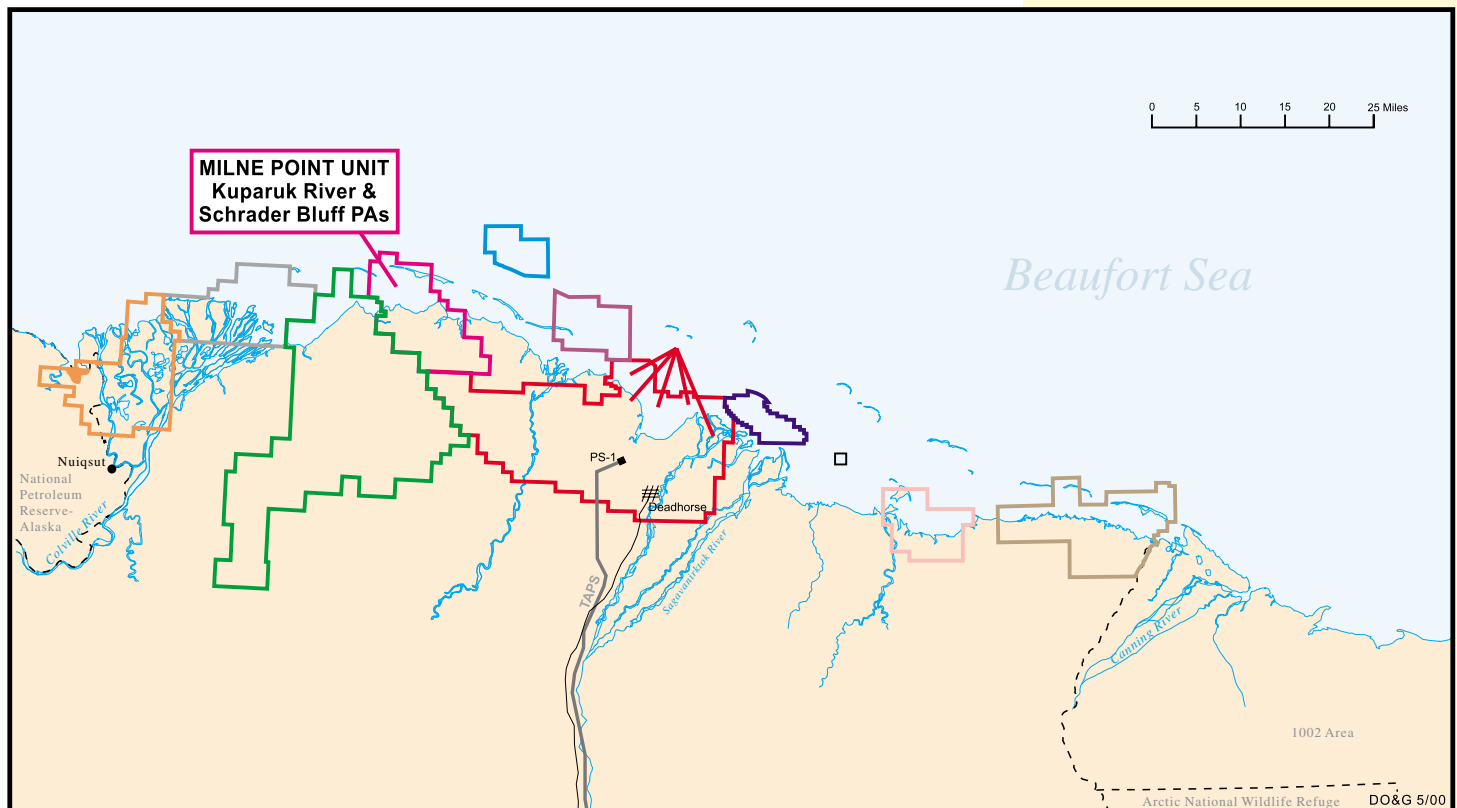 0 5 10 15 20 25 Miles
MILNE POINT UNIT
Kuparuk River &
Schrader Bluff PAs
Beaufort Sea
PS-1
Nuiqsut
National
Petroleum
Reserve-
Alaska
Colville River
Deadhorse
TAPS
Sagavanirktok River
Canning River
1002 Area
Arctic National Wildlife Refuge
DO&G 5/00